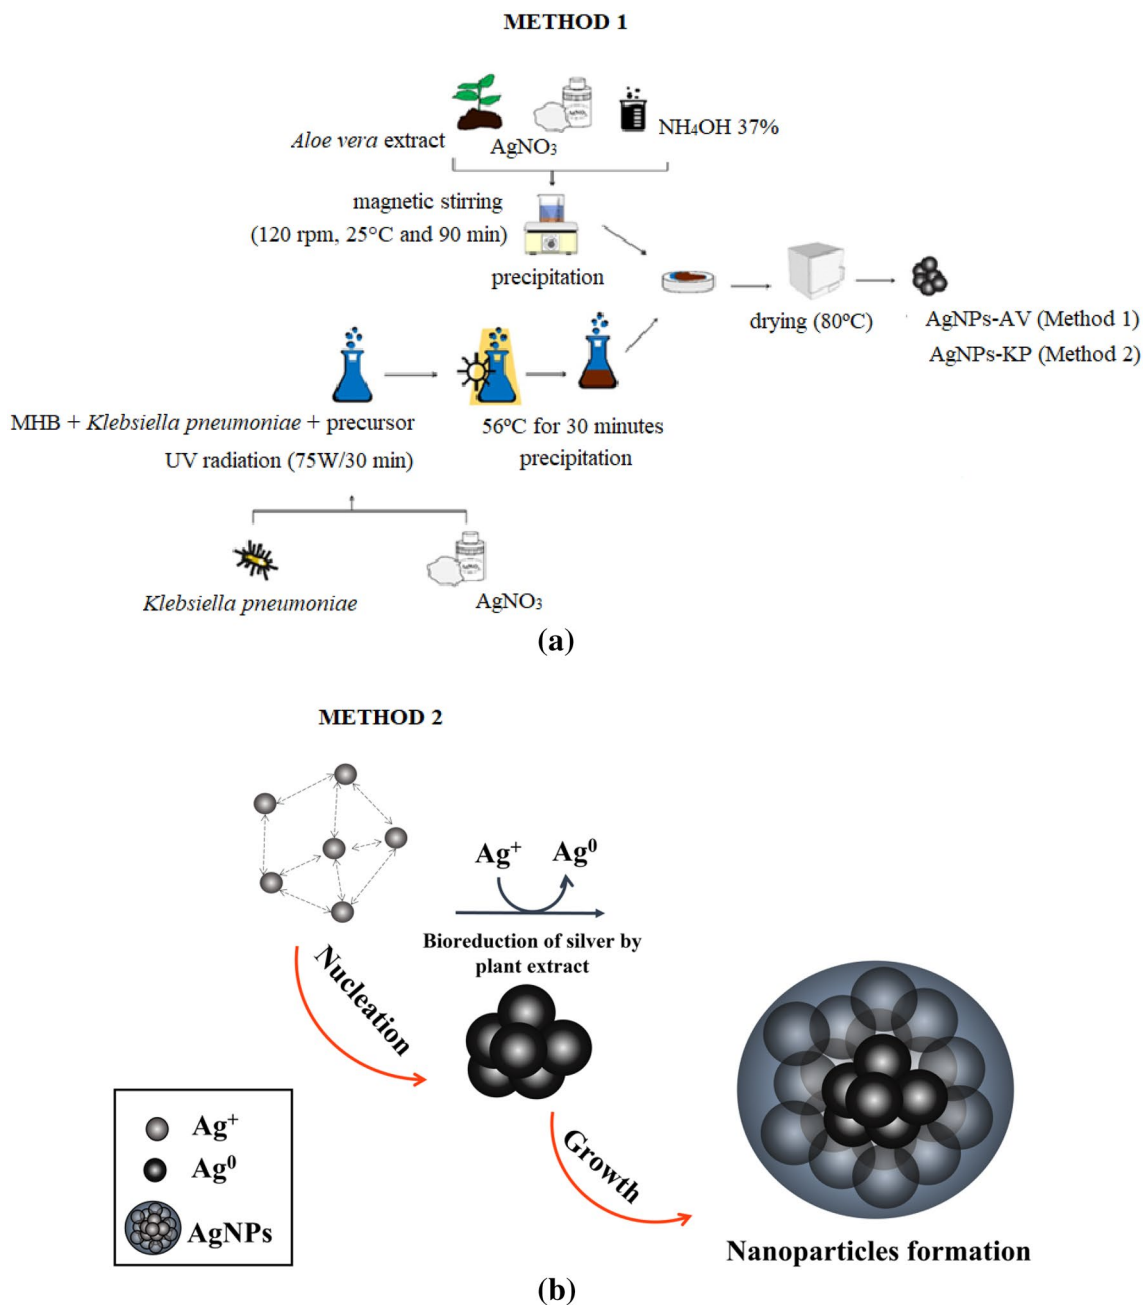 METHOD 1
Aloe vera extract
AgNO₃
NH₄OH 37%
magnetic stirring
(120 rpm, 25°C and 90 min)
precipitation
drying (80ºC)
AgNPs-AV (Method 1)
AgNPs-KP (Method 2)
MHB + Klebsiella pneumoniae + precursor
UV radiation (75W/30 min)
56ºC for 30 minutes
precipitation
Klebsiella pneumoniae
AgNO₃
(a)
METHOD 2
Ag⁺ Ag⁰
Bioreduction of silver by
plant extract
Nucleation
Growth
Ag⁺
Ag⁰
AgNPs
Nanoparticles formation
(b)